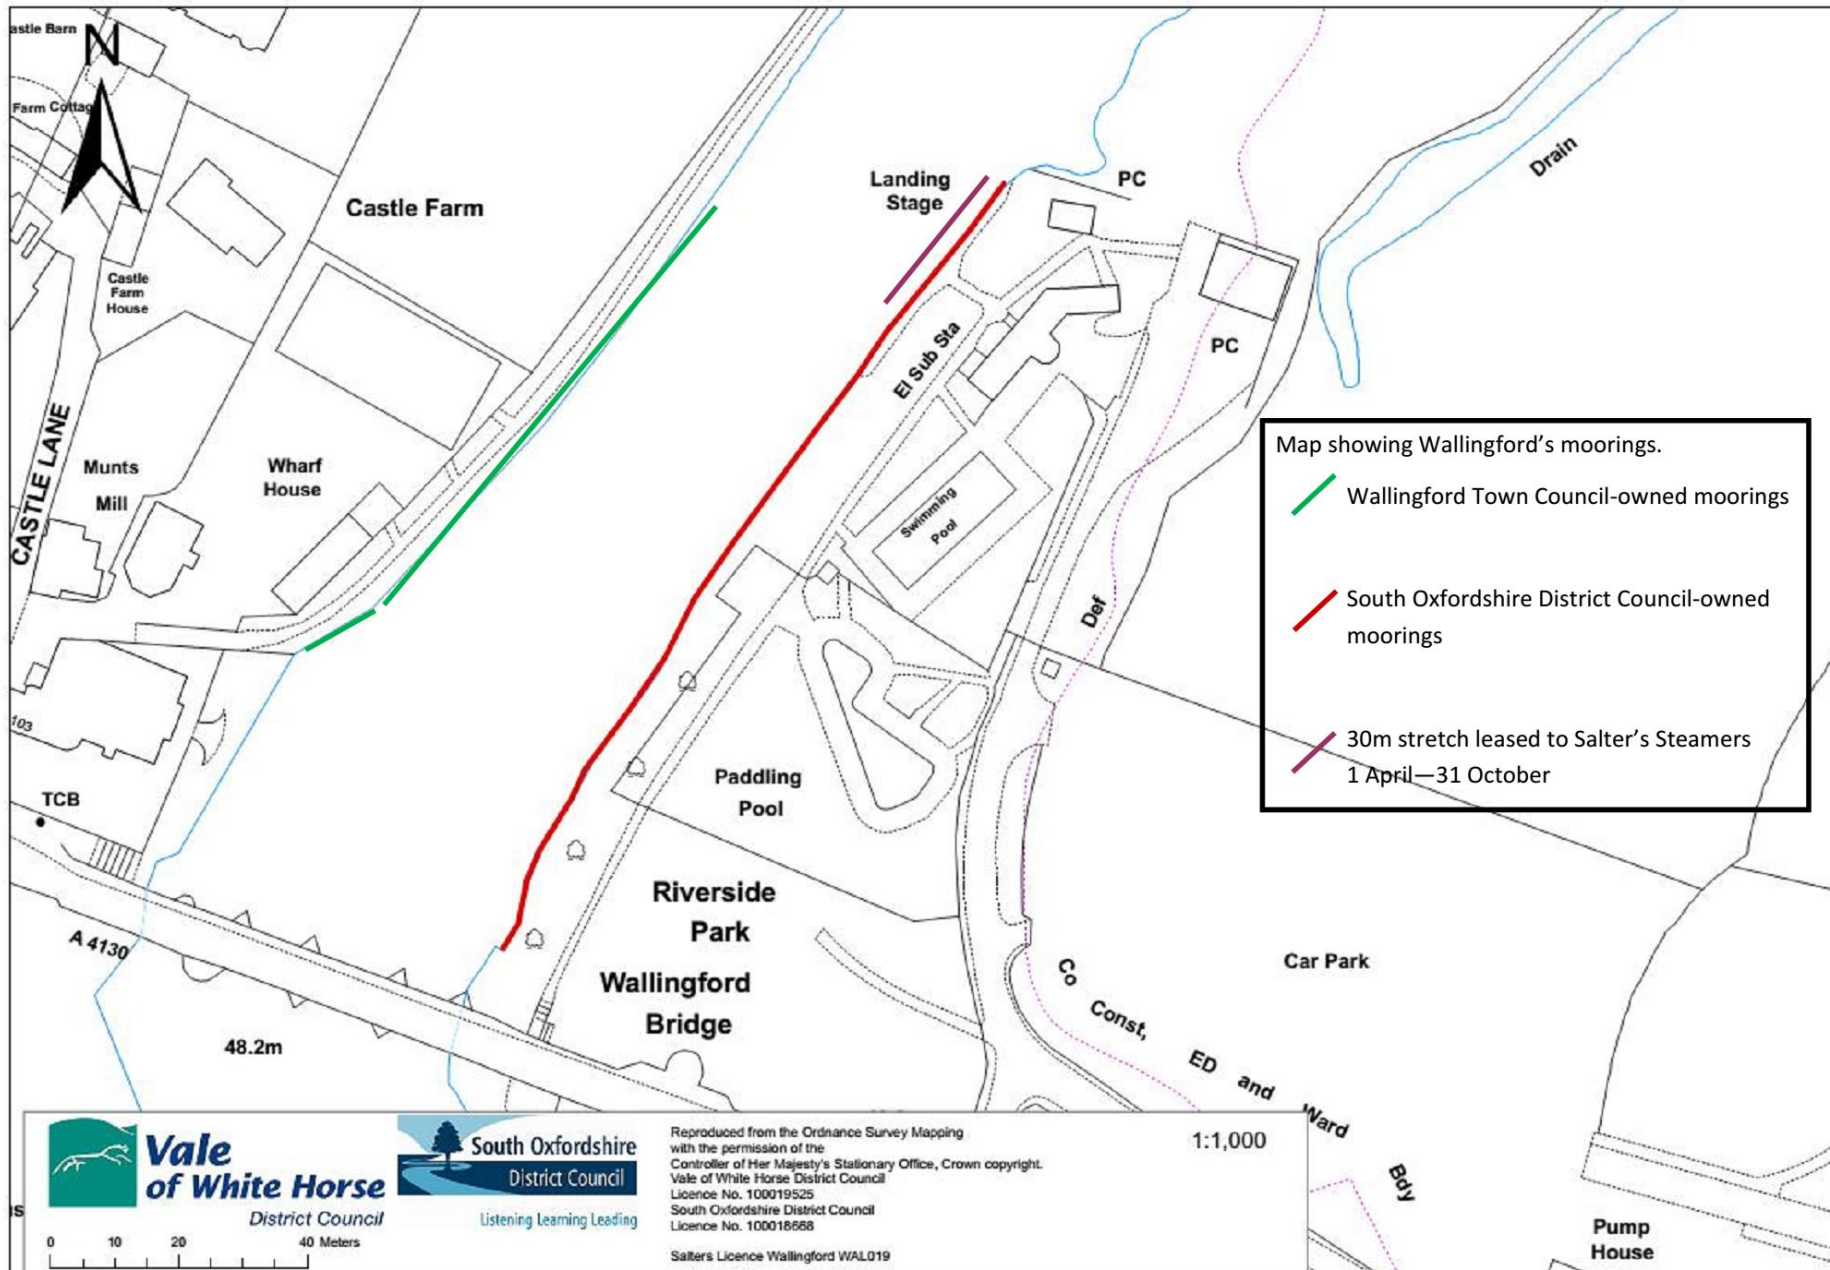 astle Barn
N
Farm Cottag
Castle
Farm
House
Castle Farm
Landing
Stage
PC
Drain
CASTLE LANE
Munts
Mill
Wharf
House
El Sub Sta
PC
Swimming
Pool
Map showing Wallingford’s moorings.
Wallingford Town Council-owned moorings
South Oxfordshire District Council-owned
moorings
30m stretch leased to Salter’s Steamers
1 April—31 October
Def
103
TCB
Paddling
Pool
Riverside
Park
Wallingford
Bridge
A 4130
48.2m
Car Park
Co Const, ED and Ward Bdy
Pump
House
Vale
of White Horse
District Council
South Oxfordshire
District Council
Listening Learning Leading
Reproduced from the Ordnance Survey Mapping
with the permission of the
Controller of Her Majesty's Stationary Office, Crown copyright.
Vale of White Horse District Council
Licence No. 100019525
South Oxfordshire District Council
Licence No. 100018668
Salters Licence Wallingford WAL019
1:1,000
0 10 20 40 Meters